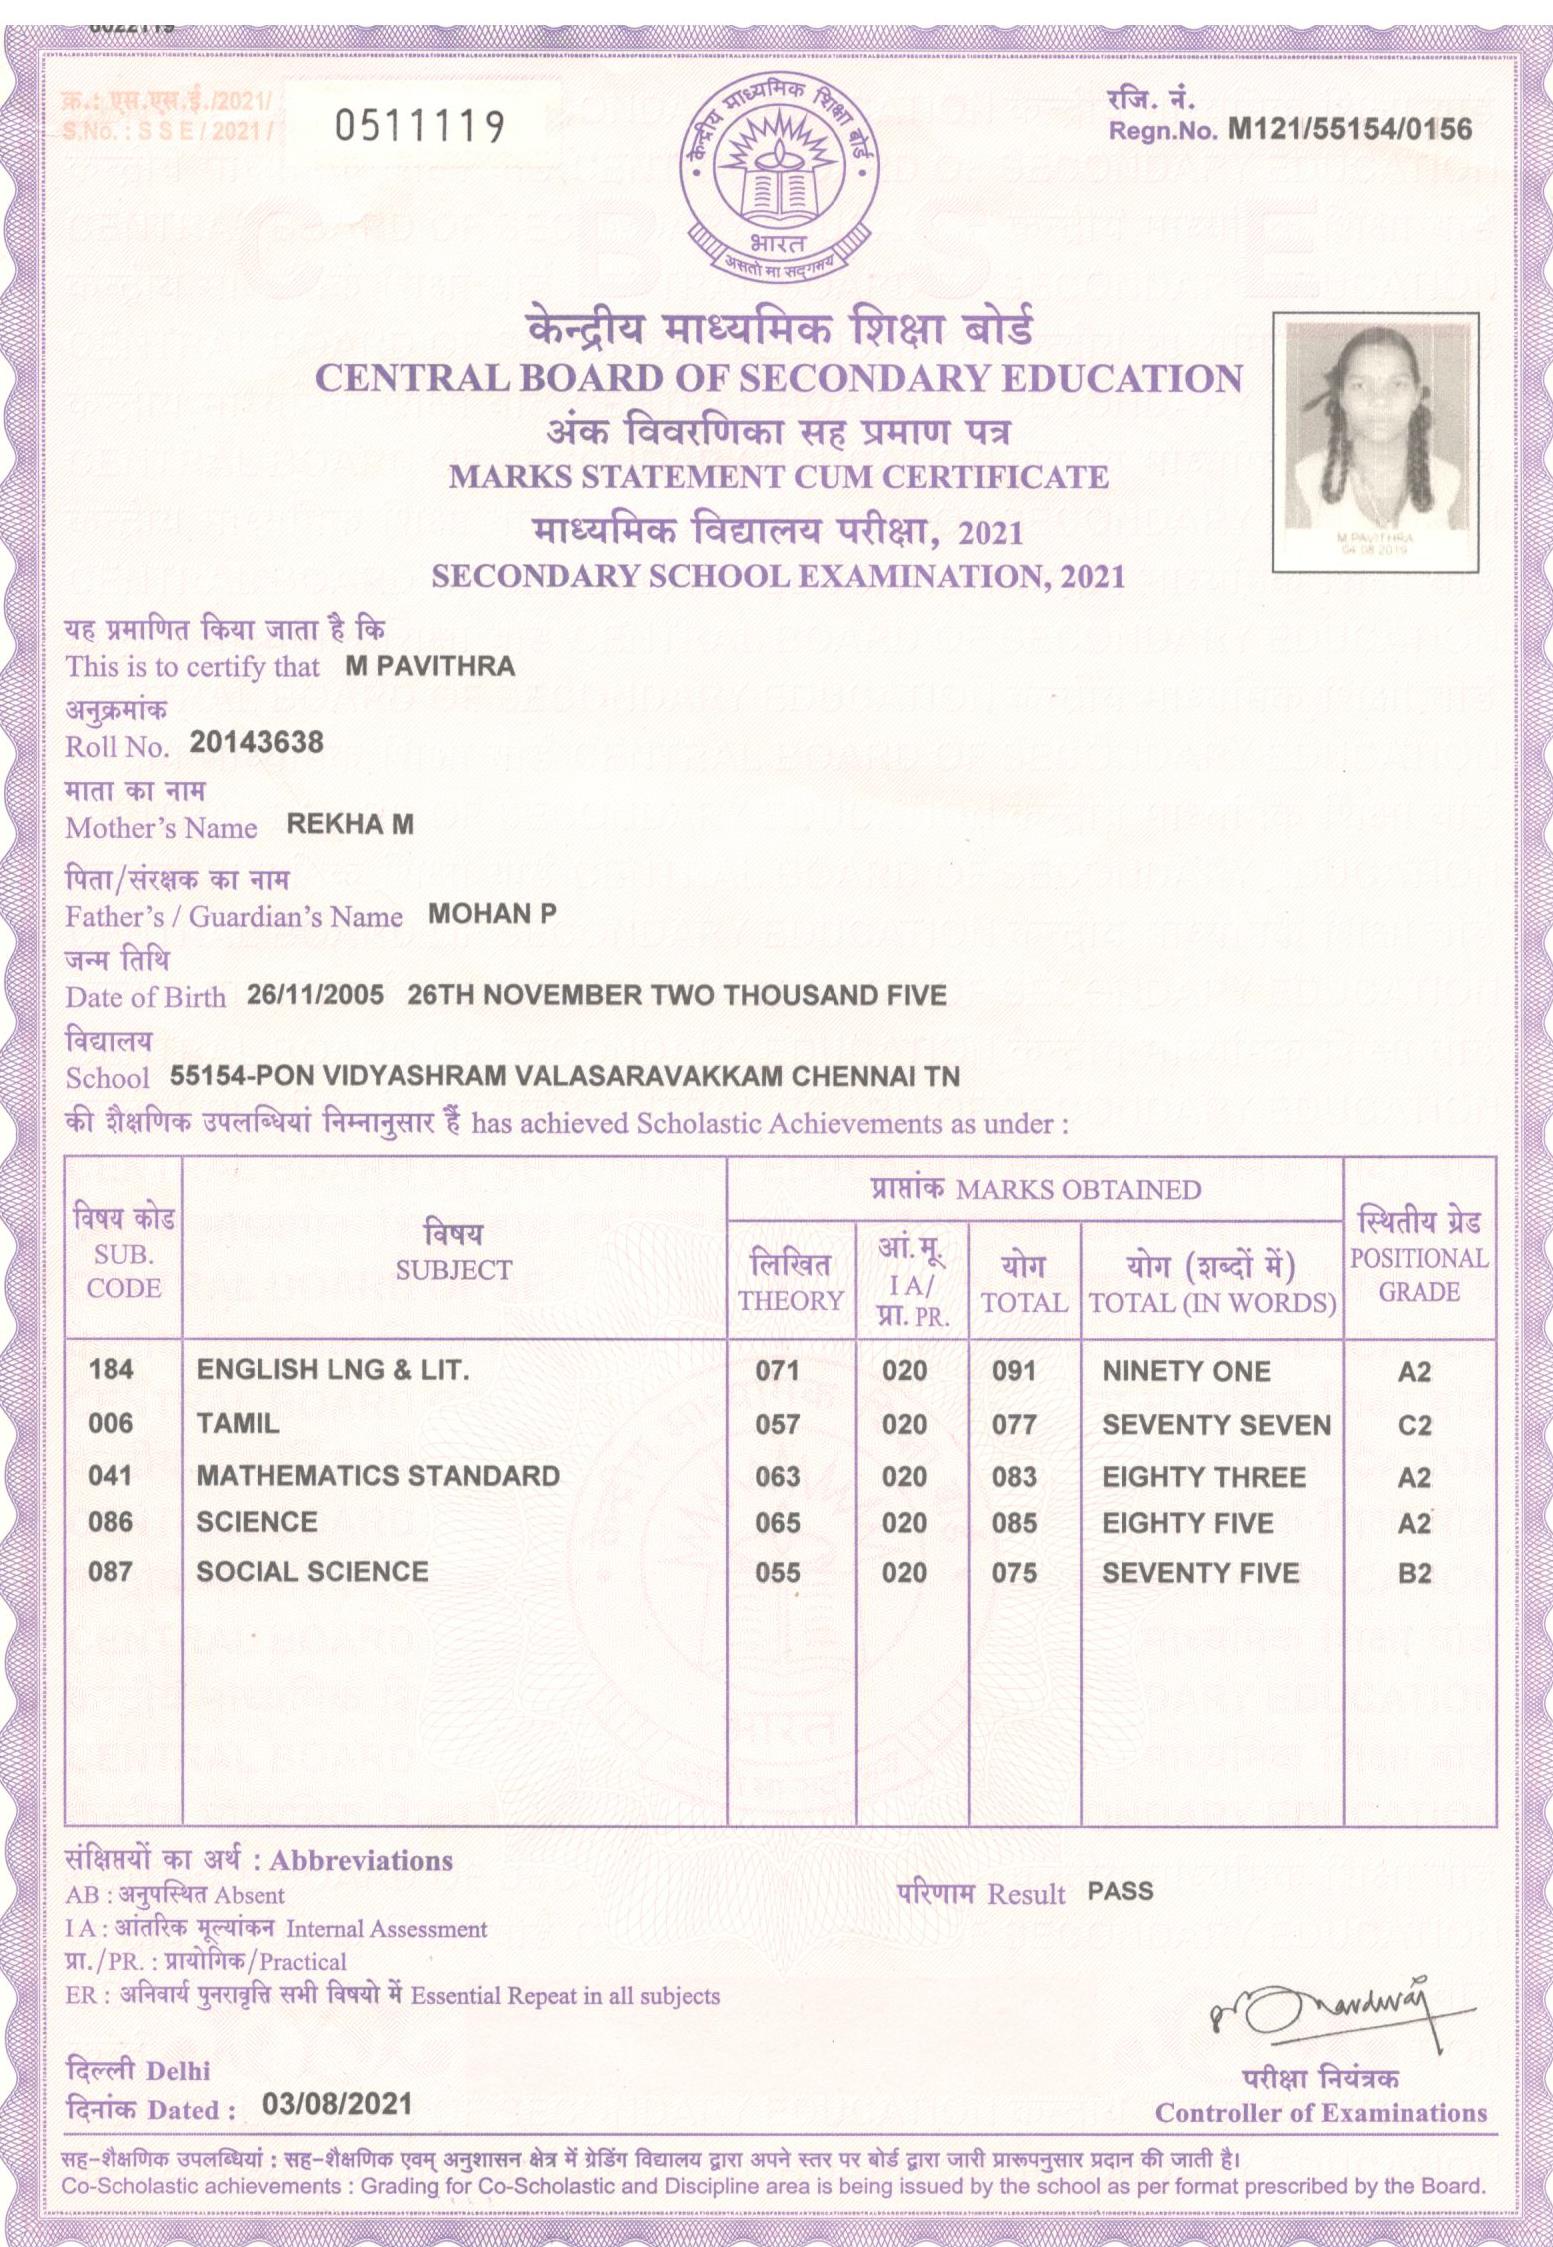 क्र.: एस.एस.ई./2021/
S.No. : S S E / 2021 /
0511119
केन्द्रीय माध्यमिक शिक्षा बोर्ड
भारत
असतो मा सद्गमय
रजि. नं.
Regn.No. M121/55154/0156
केन्द्रीय माध्यमिक शिक्षा बोर्ड
CENTRAL BOARD OF SECONDARY EDUCATION
अंक विवरणिका सह प्रमाण पत्र
MARKS STATEMENT CUM CERTIFICATE
माध्यमिक विद्यालय परीक्षा, 2021
SECONDARY SCHOOL EXAMINATION, 2021
M PAVITHRA
04 08 2019
यह प्रमाणित किया जाता है कि
This is to certify that M PAVITHRA
अनुक्रमांक
Roll No. 20143638
माता का नाम
Mother's Name REKHA M
पिता/संरक्षक का नाम
Father's / Guardian's Name MOHAN P
जन्म तिथि
Date of Birth 26/11/2005 26TH NOVEMBER TWO THOUSAND FIVE
विद्यालय
School 55154-PON VIDYASHRAM VALASARAVAKKAM CHENNAI TN
की शैक्षणिक उपलब्धियां निम्नानुसार हैं has achieved Scholastic Achievements as under :
विषय कोड
SUB.
CODE
विषय
SUBJECT
प्राप्तांक MARKS OBTAINED
लिखित
THEORY
आं. मू.
I A/
प्रा. PR.
योग
TOTAL
योग (शब्दों में)
TOTAL (IN WORDS)
स्थितीय ग्रेड
POSITIONAL
GRADE
184 ENGLISH LNG & LIT. 071 020 091 NINETY ONE A2
006 TAMIL 057 020 077 SEVENTY SEVEN C2
041 MATHEMATICS STANDARD 063 020 083 EIGHTY THREE A2
086 SCIENCE 065 020 085 EIGHTY FIVE A2
087 SOCIAL SCIENCE 055 020 075 SEVENTY FIVE B2
संक्षिप्तयों का अर्थ : Abbreviations
AB : अनुपस्थित Absent
I A : आंतरिक मूल्यांकन Internal Assessment
प्रा./PR. : प्रायोगिक/Practical
ER : अनिवार्य पुनरावृत्ति सभी विषयो में Essential Repeat in all subjects
परिणाम Result PASS
दिल्ली Delhi
दिनांक Dated : 03/08/2021
परीक्षा नियंत्रक
Controller of Examinations
सह-शैक्षणिक उपलब्धियां : सह-शैक्षणिक एवम् अनुशासन क्षेत्र में ग्रेडिंग विद्यालय द्वारा अपने स्तर पर बोर्ड द्वारा जारी प्रारूपनुसार प्रदान की जाती है।
Co-Scholastic achievements : Grading for Co-Scholastic and Discipline area is being issued by the school as per format prescribed by the Board.